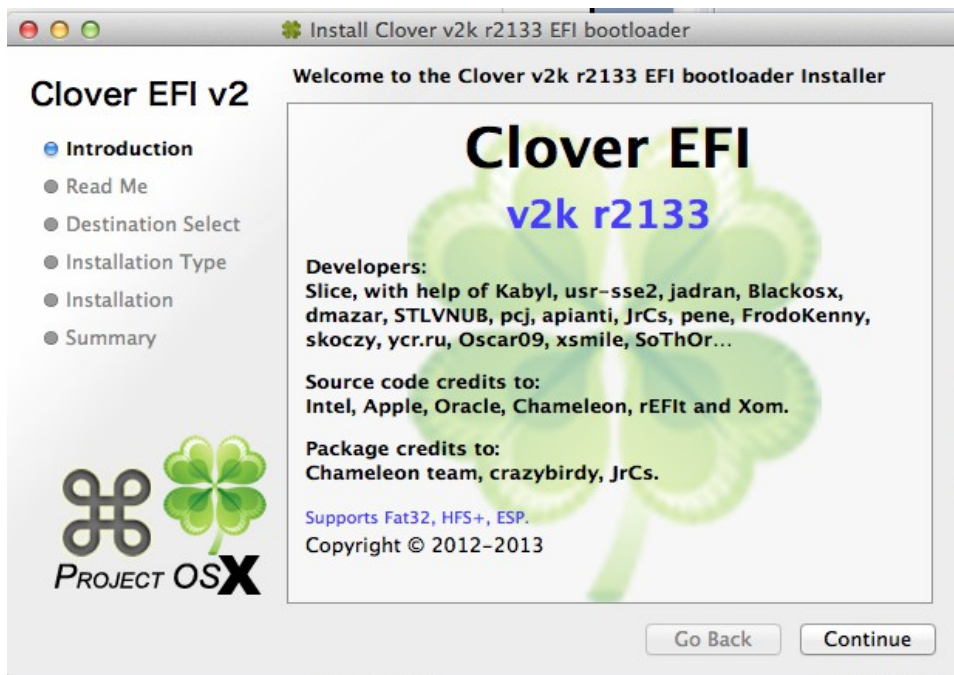 Install Clover v2k r2133 EFI bootloader
Welcome to the Clover v2k r2133 EFI bootloader Installer
Clover EFI v2
Introduction
Read Me
Destination Select
Installation Type
Installation
Summary
PROJECT OSX
Clover EFI
v2k r2133
Developers:
Slice, with help of Kabyl, usr-sse2, jadran, Blackosx,
dmazar, STLVNUB, pcj, apianti, JrCs, pene, FrodoKenny,
skoczy, ycr.ru, Oscar09, xsmile, SoThOr...
Source code credits to:
Intel, Apple, Oracle, Chameleon, rEFIt and Xom.
Package credits to:
Chameleon team, crazybirdy, JrCs.
Supports Fat32, HFS+, ESP.
Copyright © 2012-2013
Go Back
Continue